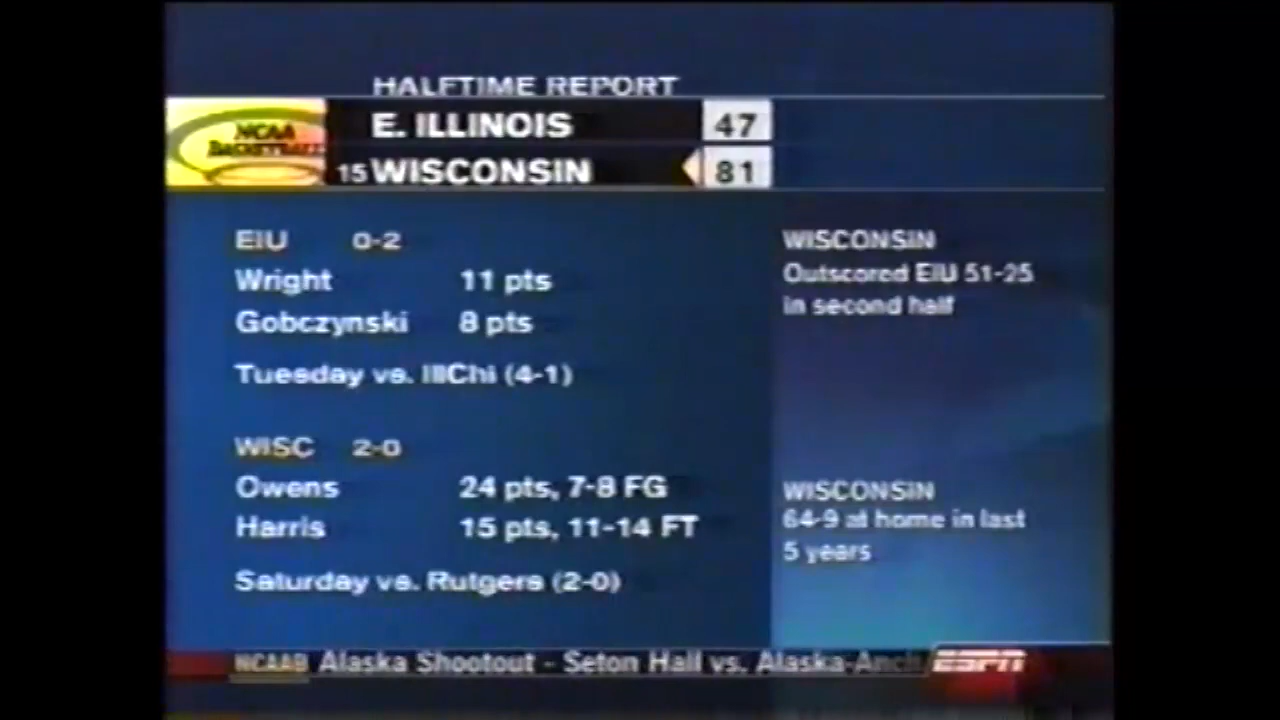 HALFTIME REPORT
NCAA BASKETBALL
E. ILLINOIS 47
15 WISCONSIN 81
EIU 0-2
Wright 11 pts
Gobczynski 8 pts
Tuesday vs. IllChi (4-1)
WISC 2-0
Owens 24 pts, 7-8 FG
Harris 15 pts, 11-14 FT
Saturday vs. Rutgers (2-0)
WISCONSIN
Outscored EIU 51-25
in second half
WISCONSIN
64-9 at home in last
5 years
NCAAB Alaska Shootout - Seton Hall vs. Alaska-Anch
ESPN